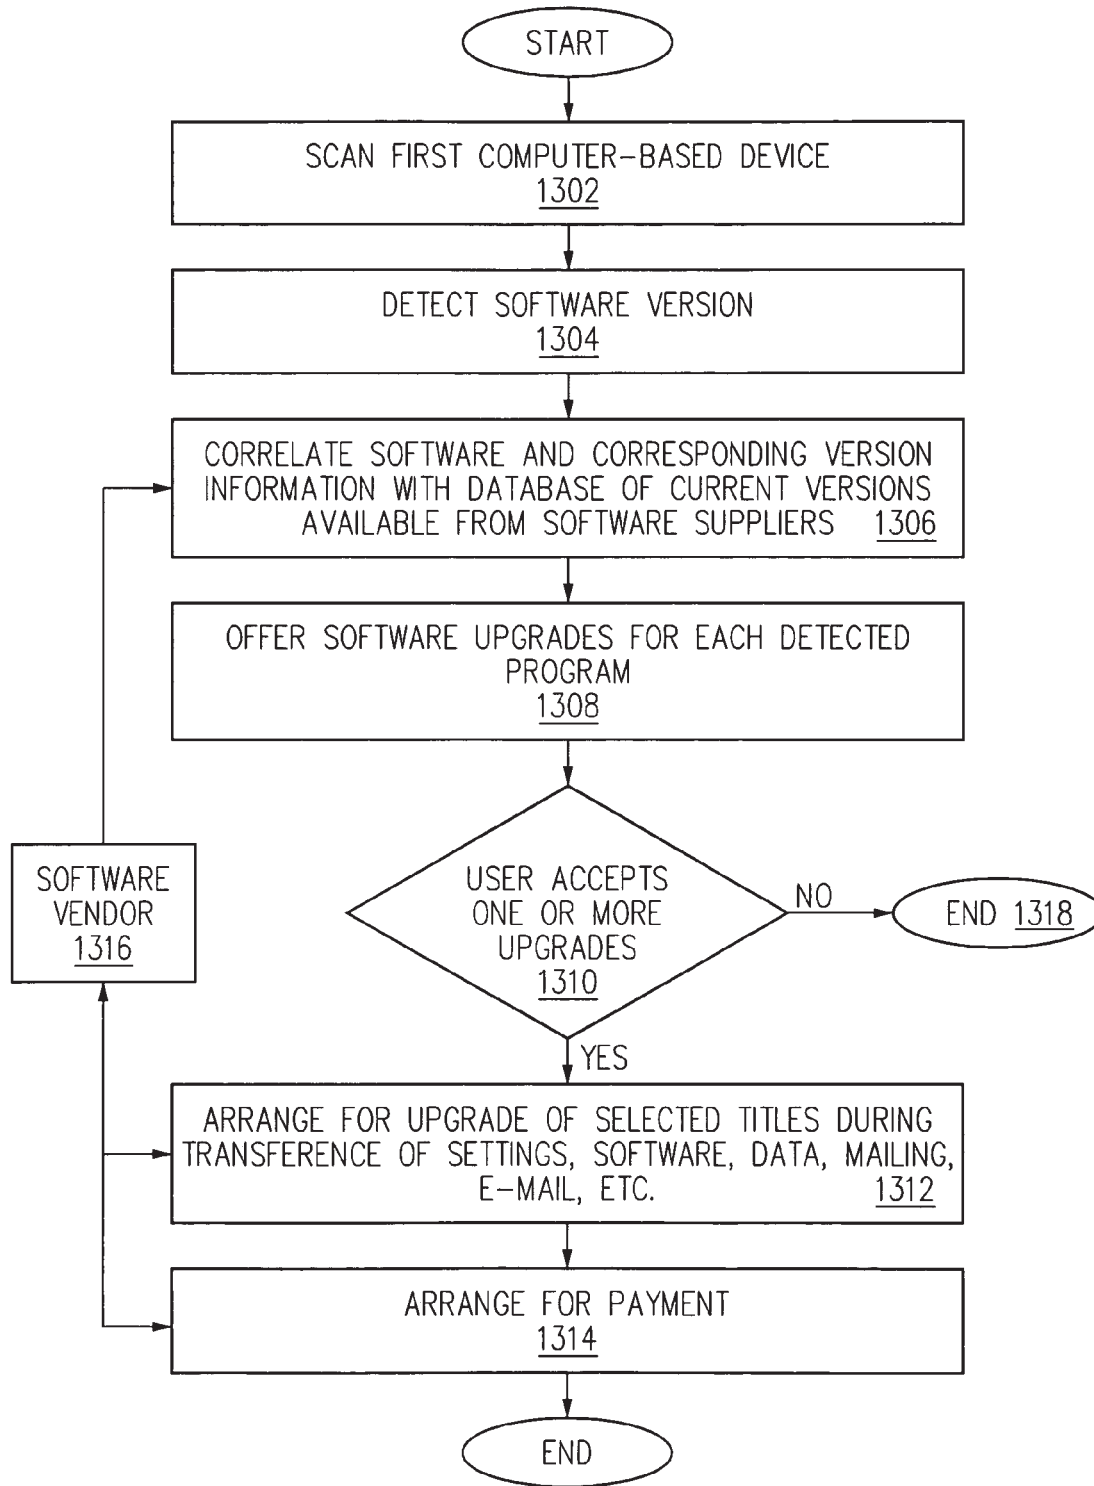 START
SCAN FIRST COMPUTER-BASED DEVICE
1302
DETECT SOFTWARE VERSION
1304
CORRELATE SOFTWARE AND CORRESPONDING VERSION
INFORMATION WITH DATABASE OF CURRENT VERSIONS
AVAILABLE FROM SOFTWARE SUPPLIERS 1306
OFFER SOFTWARE UPGRADES FOR EACH DETECTED
PROGRAM
1308
SOFTWARE
VENDOR
1316
USER ACCEPTS
ONE OR MORE
UPGRADES
1310
NO
END 1318
YES
ARRANGE FOR UPGRADE OF SELECTED TITLES DURING
TRANSFERENCE OF SETTINGS, SOFTWARE, DATA, MAILING,
E-MAIL, ETC. 1312
ARRANGE FOR PAYMENT
1314
END